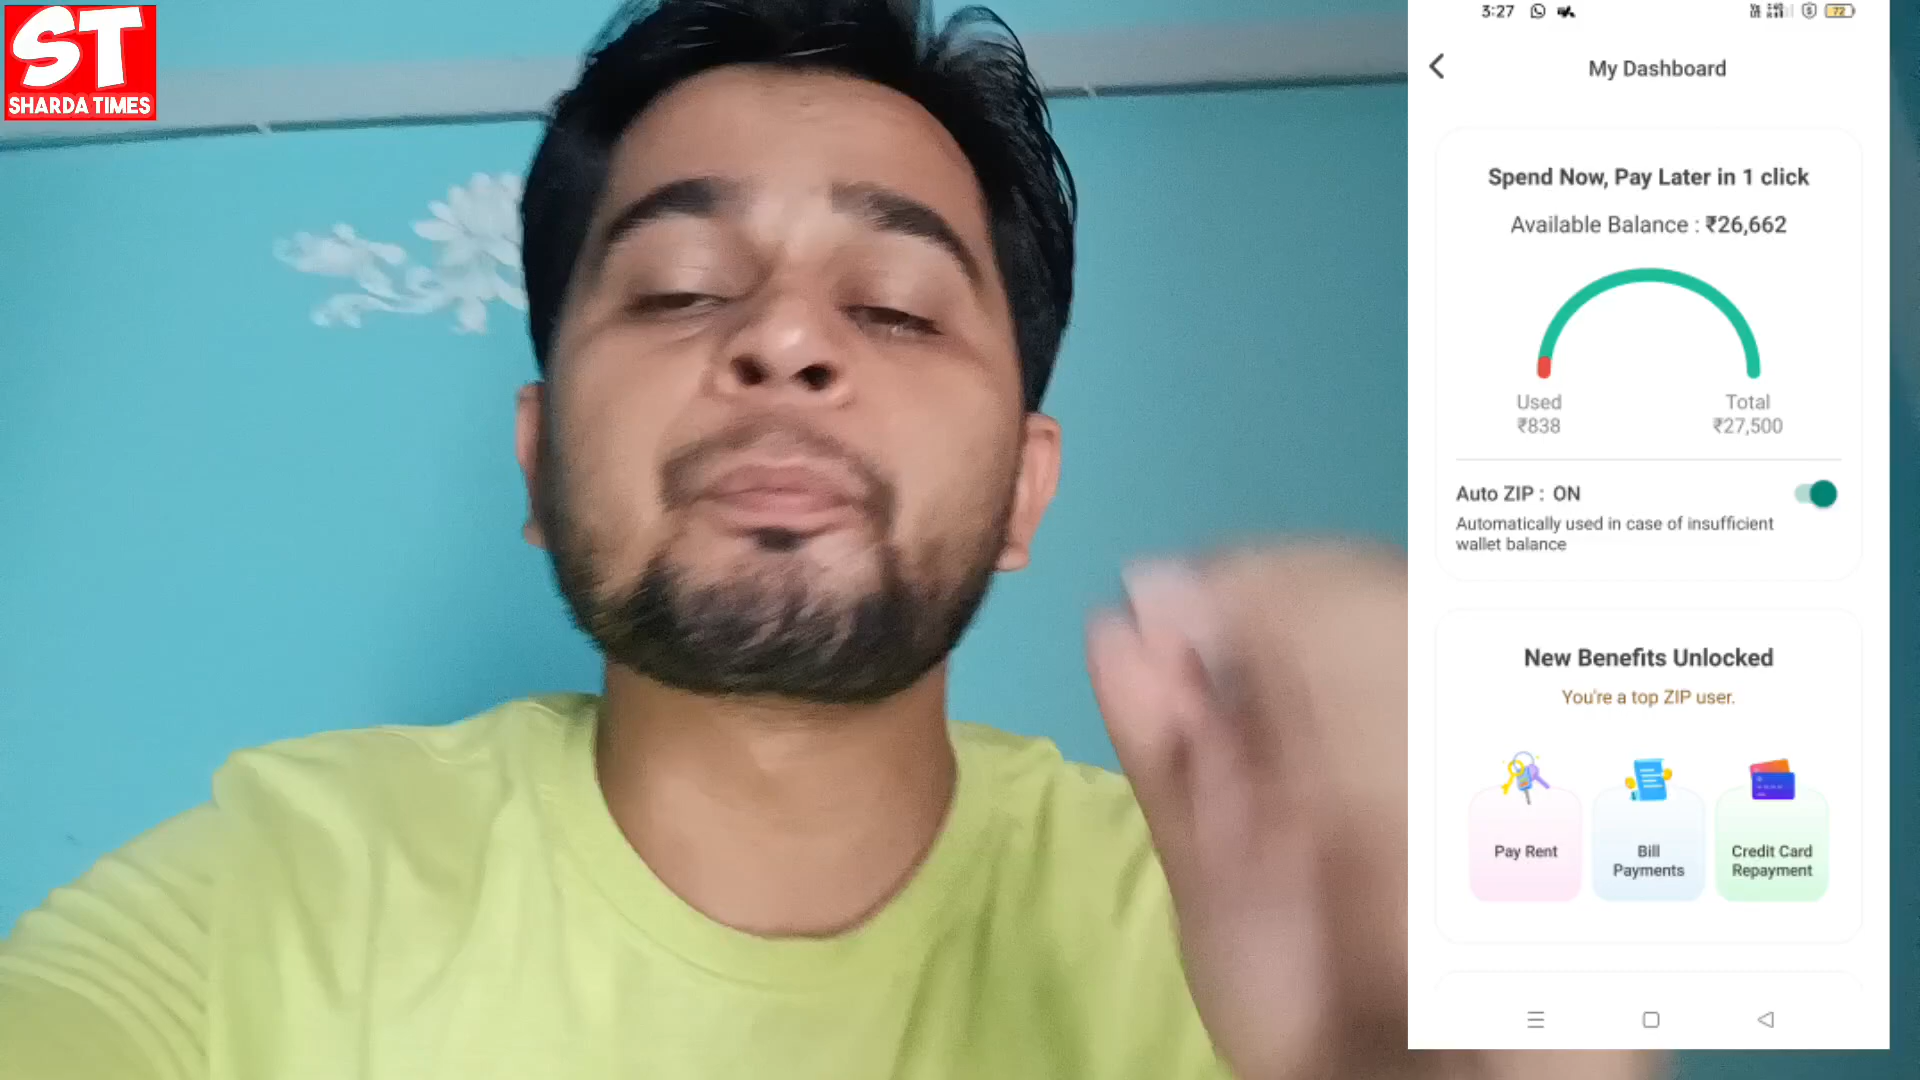 ST
SHARDA TIMES
3:27
72
My Dashboard
Spend Now, Pay Later in 1 click
Available Balance : ₹26,662
Used
₹838
Total
₹27,500
Auto ZIP : ON
Automatically used in case of insufficient
wallet balance
New Benefits Unlocked
You're a top ZIP user.
Pay Rent
Bill
Payments
Credit Card
Repayment